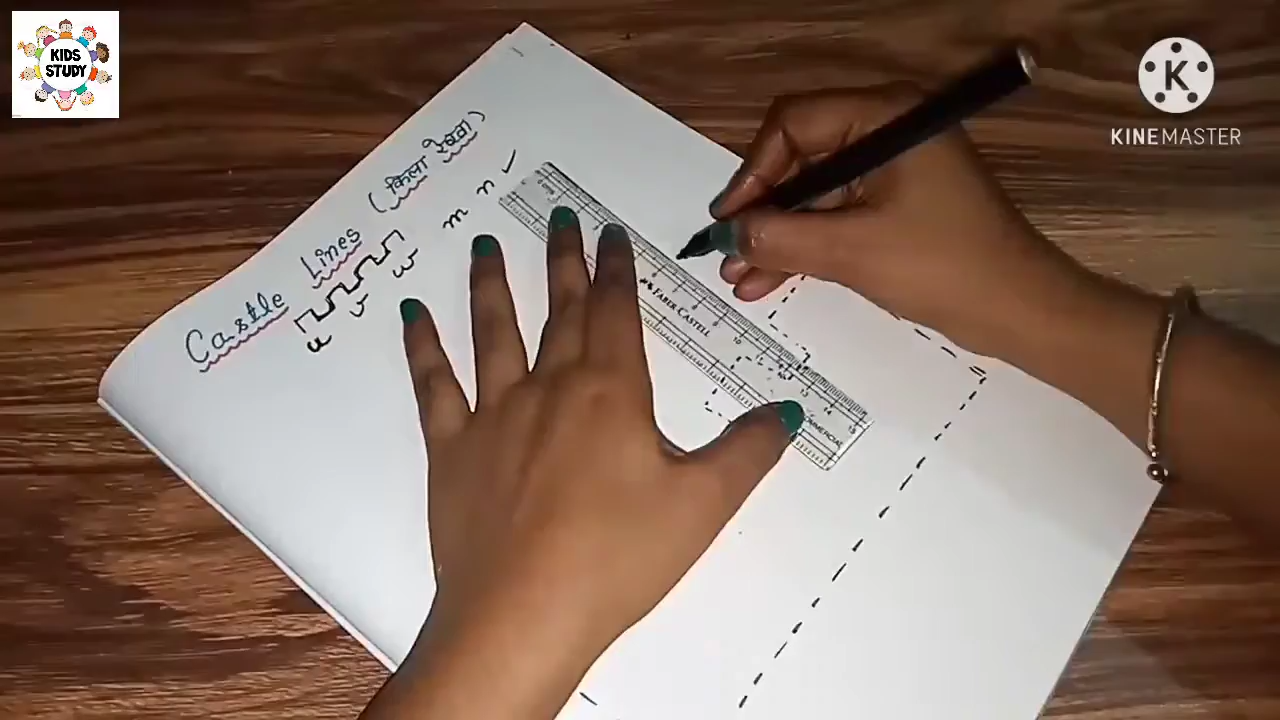 KIDS
STUDY
KINEMASTER
Castle Lines (किला रेखा)
u v w m n
FABER CASTELL